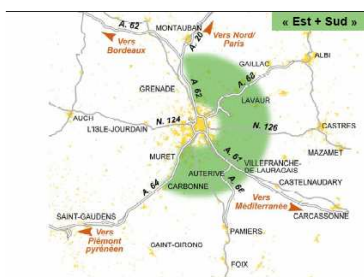 « Est + Sud »
A. 62
MONTAUBAN
A. 20
Vers Nord/
Paris
Vers
Bordeaux
ALBI
GAILLAC
A. 68
GRENADE
A. 62
LAVAUR
AUCH
N. 124
L'ISLE-JOURDAIN
N. 126
CASTRES
MURET
A. 61
VILLEFRANCHE-
DE-LAURAGAIS
MAZAMET
AUTERIVE
A. 64
CARBONNE
A. 66
CASTELNAUDARY
Vers
Méditerranée
CARCASSONNE
SAINT-GAUDENS
Vers
Piémont
pyrénéen
PAMIERS
SAINT-GIRONS
FOIX